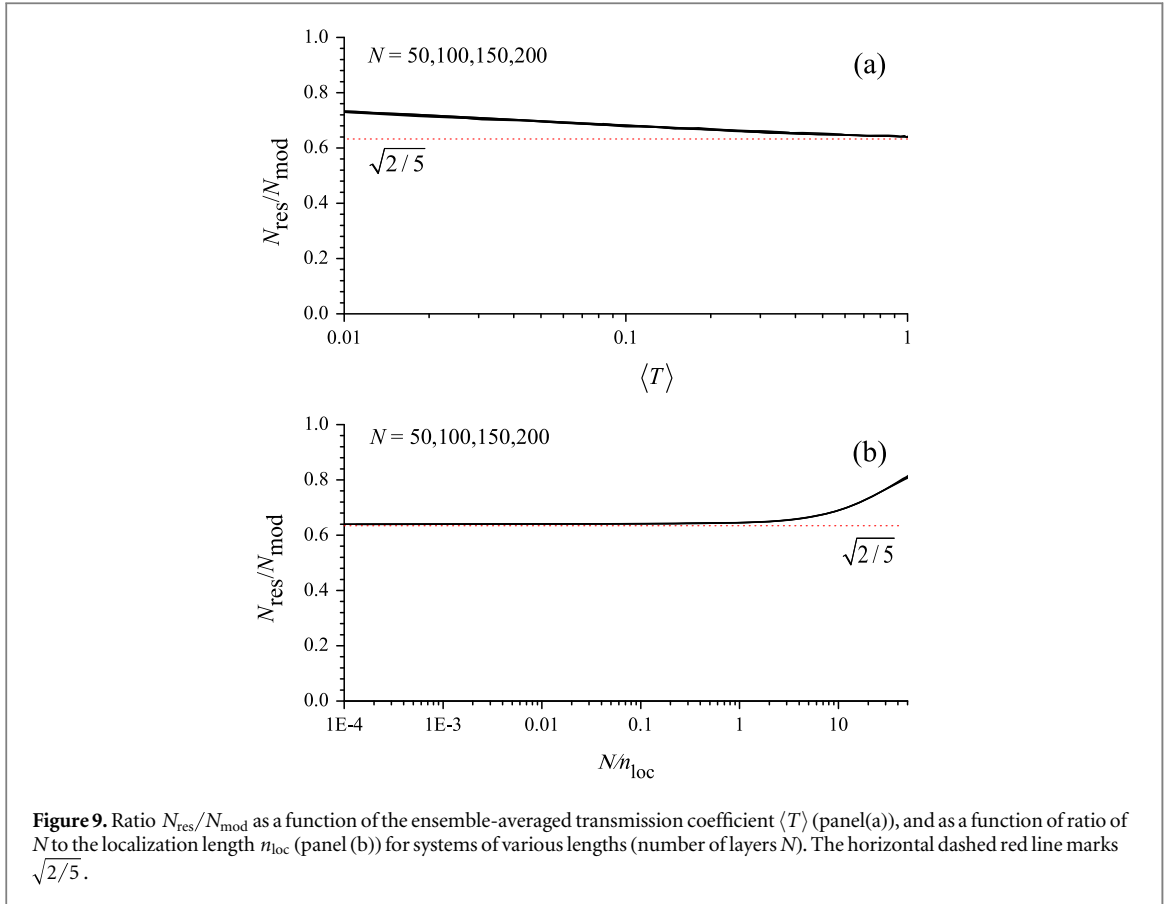 1.0
N = 50,100,150,200
(a)
0.8
0.6
√2/5
0.4
0.2
0.0
N_res/N_mod
0.01
0.1
1
⟨T⟩
1.0
N = 50,100,150,200
(b)
0.8
0.6
√2/5
0.4
0.2
0.0
N_res/N_mod
1E-4
1E-3
0.01
0.1
1
10
N/n_loc
Figure 9. Ratio N_res/N_mod as a function of the ensemble-averaged transmission coefficient ⟨T⟩ (panel(a)), and as a function of ratio of
N to the localization length n_loc (panel (b)) for systems of various lengths (number of layers N). The horizontal dashed red line marks
√2/5.